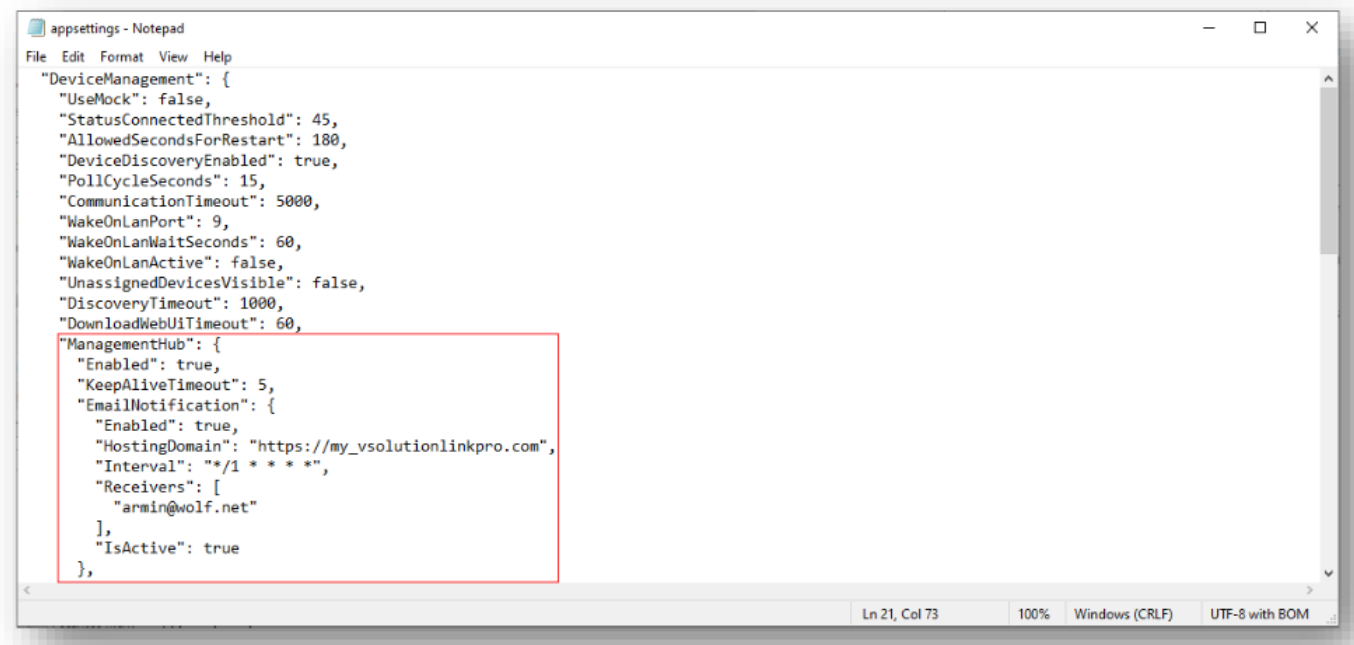 appsettings - Notepad
File Edit Format View Help
"DeviceManagement": {
"UseMock": false,
"StatusConnectedThreshold": 45,
"AllowedSecondsForRestart": 180,
"DeviceDiscoveryEnabled": true,
"PollCycleSeconds": 15,
"CommunicationTimeout": 5000,
"WakeOnLanPort": 9,
"WakeOnLanWaitSeconds": 60,
"WakeOnLanActive": false,
"UnassignedDevicesVisible": false,
"DiscoveryTimeout": 1000,
"DownloadWebUiTimeout": 60,
"ManagementHub": {
"Enabled": true,
"KeepAliveTimeout": 5,
"EmailNotification": {
"Enabled": true,
"HostingDomain": "https://my_vsolutionlinkpro.com",
"Interval": "*/1 * * * *",
"Receivers": [
"armin@wolf.net"
],
"IsActive": true
},
Ln 21, Col 73 100% Windows (CRLF) UTF-8 with BOM